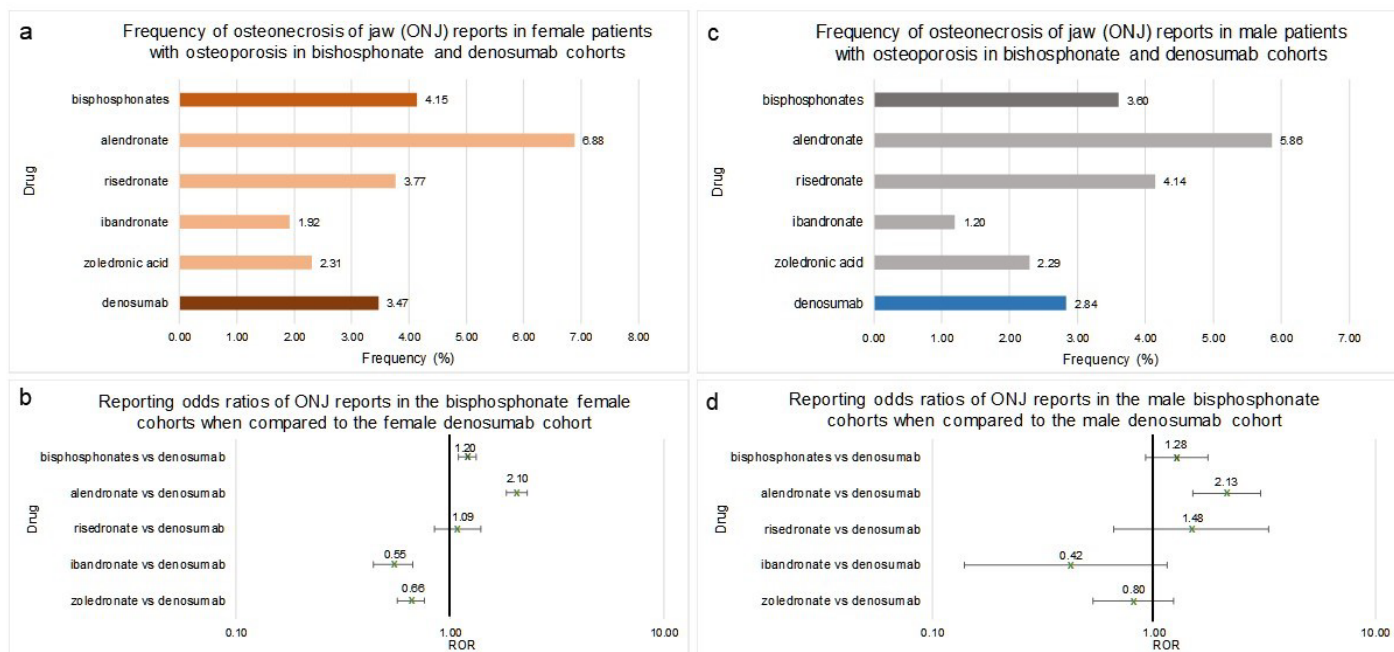 a
Frequency of osteonecrosis of jaw (ONJ) reports in female patients
with osteoporosis in bishosphonate and denosumab cohorts
Drug
bisphosphonates
4.15
alendronate
6.88
risedronate
3.77
ibandronate
1.92
zoledronic acid
2.31
denosumab
3.47
0.00 1.00 2.00 3.00 4.00 5.00 6.00 7.00 8.00
Frequency (%)
b
Reporting odds ratios of ONJ reports in the bisphosphonate female
cohorts when compared to the female denosumab cohort
Drug
bisphosphonates vs denosumab
1.20
alendronate vs denosumab
2.10
risedronate vs denosumab
1.09
ibandronate vs denosumab
0.55
zoledronate vs denosumab
0.66
0.10 1.00 10.00
ROR
c
Frequency of osteonecrosis of jaw (ONJ) reports in male patients
with osteoporosis in bishosphonate and denosumab cohorts
Drug
bisphosphonates
3.60
alendronate
5.86
risedronate
4.14
ibandronate
1.20
zoledronic acid
2.29
denosumab
2.84
0.00 1.00 2.00 3.00 4.00 5.00 6.00 7.00
Frequency (%)
d
Reporting odds ratios of ONJ reports in the male bisphosphonate
cohorts when compared to the male denosumab cohort
Drug
bisphosphonates vs denosumab
1.28
alendronate vs denosumab
2.13
risedronate vs denosumab
1.48
ibandronate vs denosumab
0.42
zoledronate vs denosumab
0.80
0.10 1.00 10.00
ROR